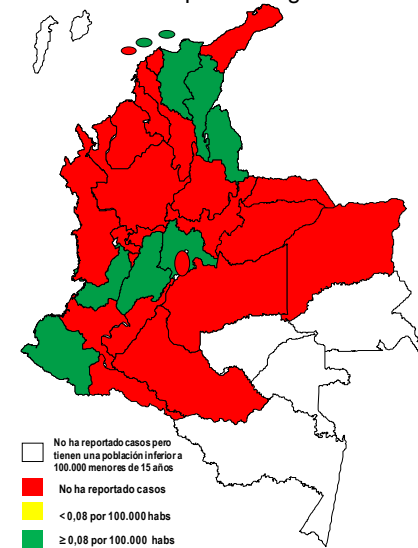 No ha reportado casos pero
tienen una población inferior a
100.000 menores de 15 años
No ha reportado casos
< 0,08 por 100.000 habs
≥ 0,08 por 100.000 habs